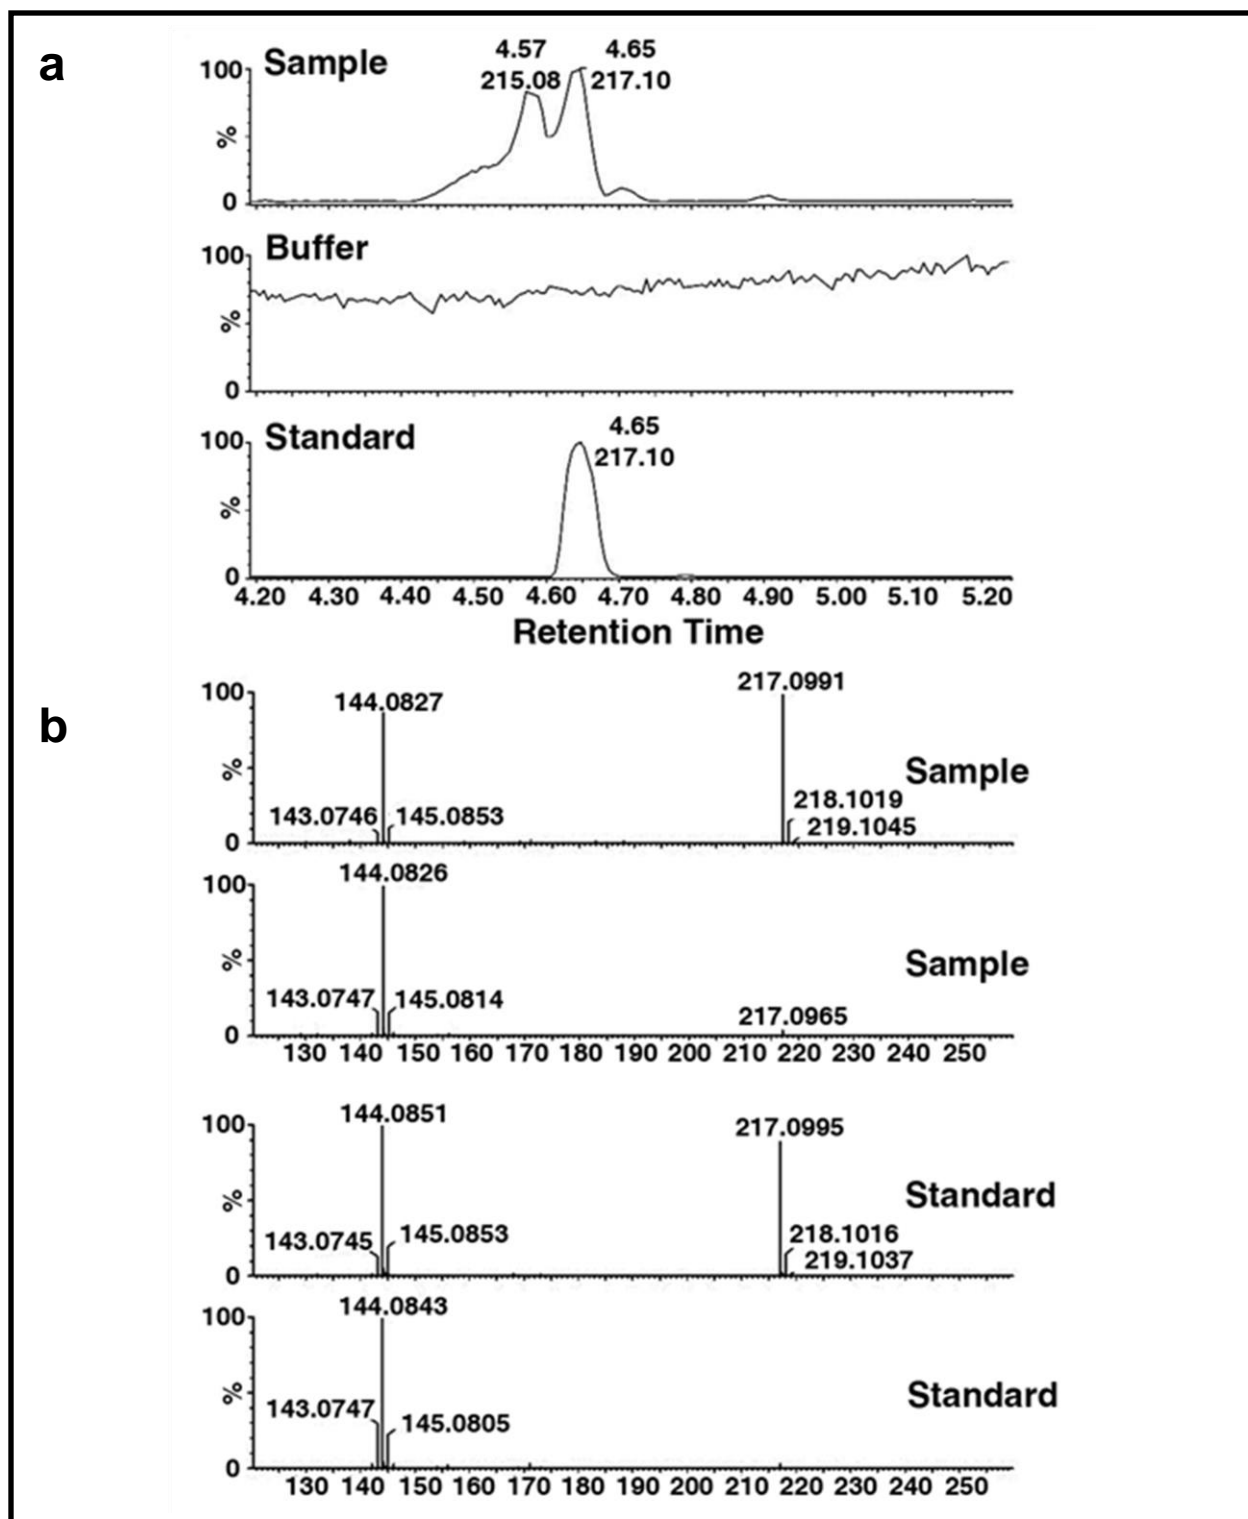 a
Sample
4.57 4.65
215.08 217.10
100
%
0
Buffer
100
%
0
Standard
4.65
217.10
100
%
0
4.20 4.30 4.40 4.50 4.60 4.70 4.80 4.90 5.00 5.10 5.20
Retention Time
b
217.0991
100
144.0827
%
Sample
218.1019
143.0746 145.0853
219.1045
0
144.0826
100
%
Sample
143.0747 145.0814
217.0965
0
130 140 150 160 170 180 190 200 210 220 230 240 250
144.0851
100
217.0995
%
Standard
143.0745 145.0853 218.1016
219.1037
0
144.0843
100
%
Standard
143.0747 145.0805
0
130 140 150 160 170 180 190 200 210 220 230 240 250